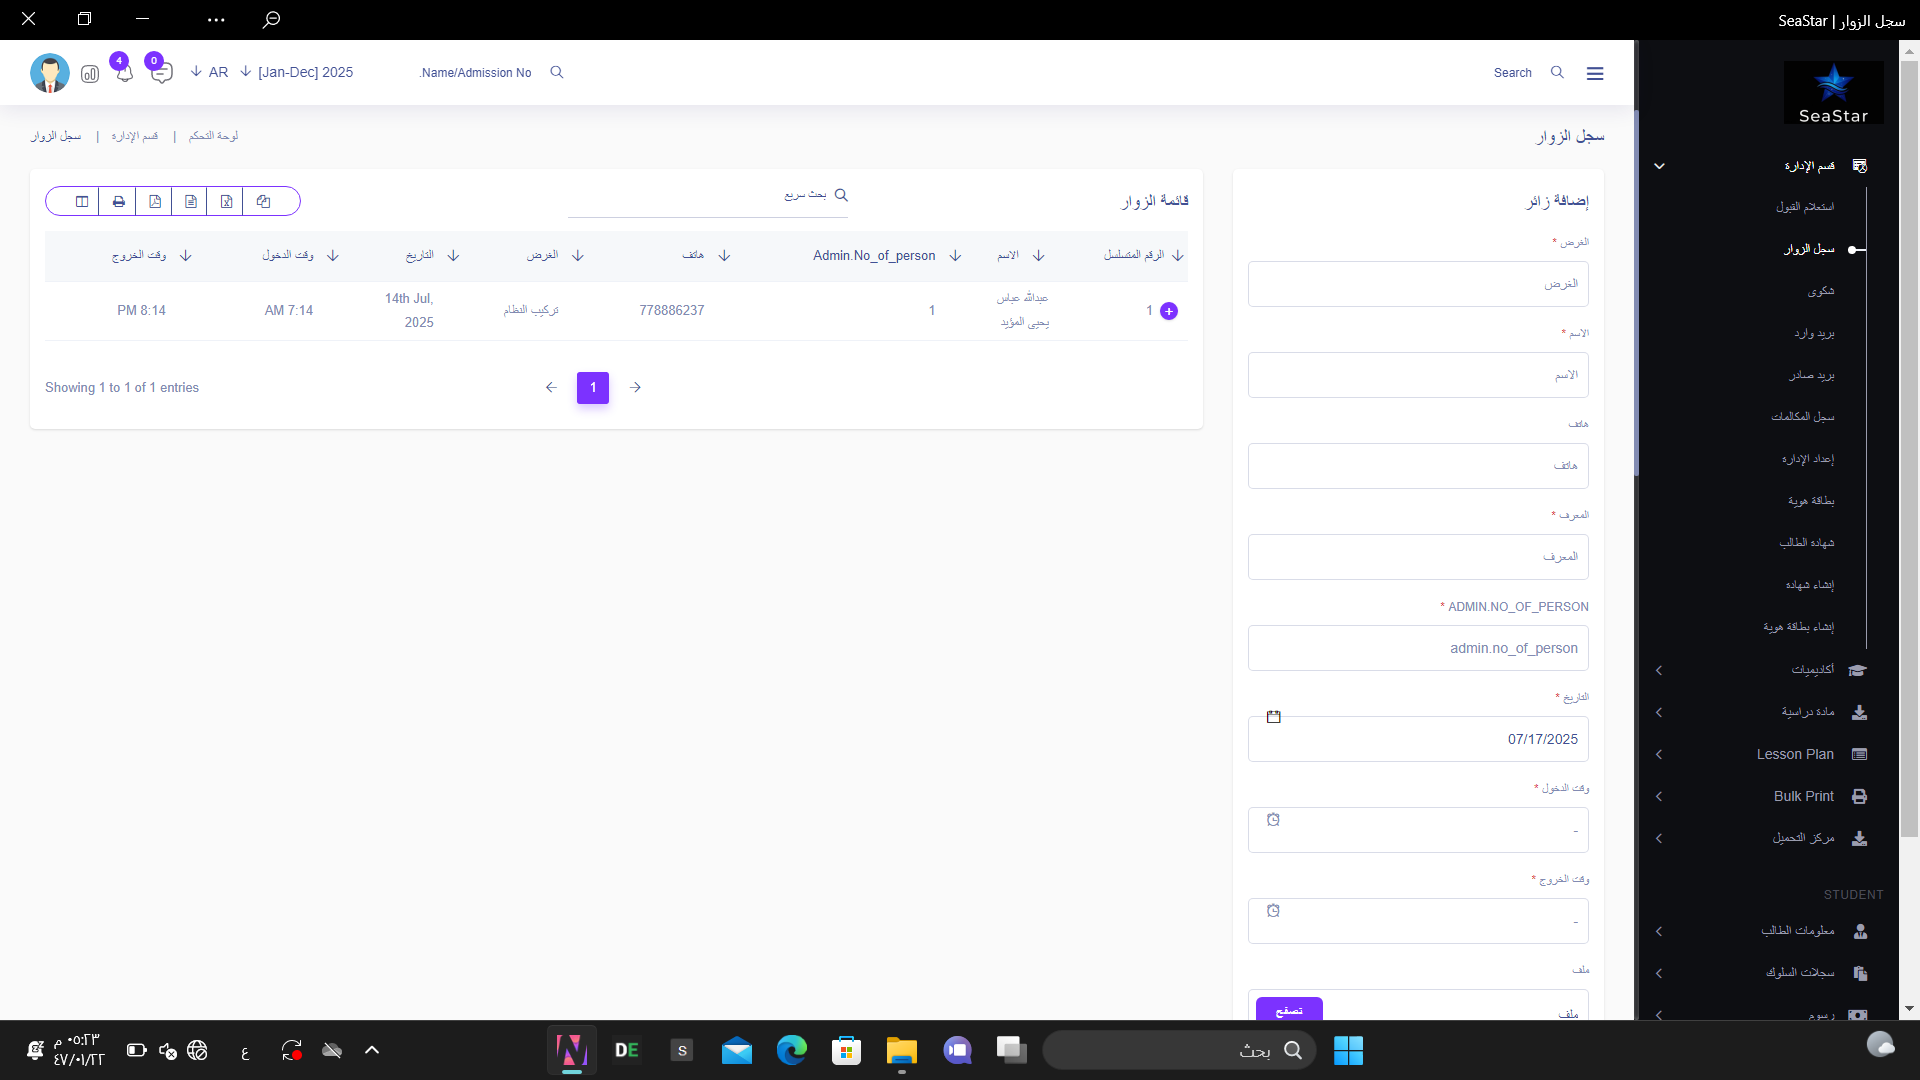 سجل الزوار | SeaStar
SeaStar
Search
.Name/Admission No
[Jan-Dec] 2025
AR
0
4
سجل الزوار
لوحة التحكم | قسم الإدارة | سجل الزوار
قسم الإدارة
استعلام القبول
سجل الزوار
شكوى
بريد وارد
بريد صادر
سجل المكالمات
إعداد الإدارة
بطاقة هوية
شهادة الطالب
إنشاء شهادة
إنشاء بطاقة هوية
أكاديميات
مادة دراسية
Lesson Plan
Bulk Print
مركز التحميل
STUDENT
معلومات الطالب
سجلات السلوك
رسوم
إضافة زائر
الغرض *
الغرض
الاسم *
الاسم
هاتف
هاتف
المعرف *
المعرف
ADMIN.NO_OF_PERSON *
admin.no_of_person
التاريخ *
07/17/2025
وقت الدخول *
-
وقت الخروج *
-
ملف
ملف
تصفح
قائمة الزوار
بحث سريع
الرقم المتسلسل الاسم Admin.No_of_person هاتف الغرض التاريخ وقت الدخول وقت الخروج
1 عبدالله عباس يحيى المؤيد 1 778886237 تركيب النظام 14th Jul, 2025 7:14 AM 8:14 PM
Showing 1 to 1 of 1 entries
1
بحث
DE
S
ع
٠٥:٢٣ م
٤٧/٠١/٢٢